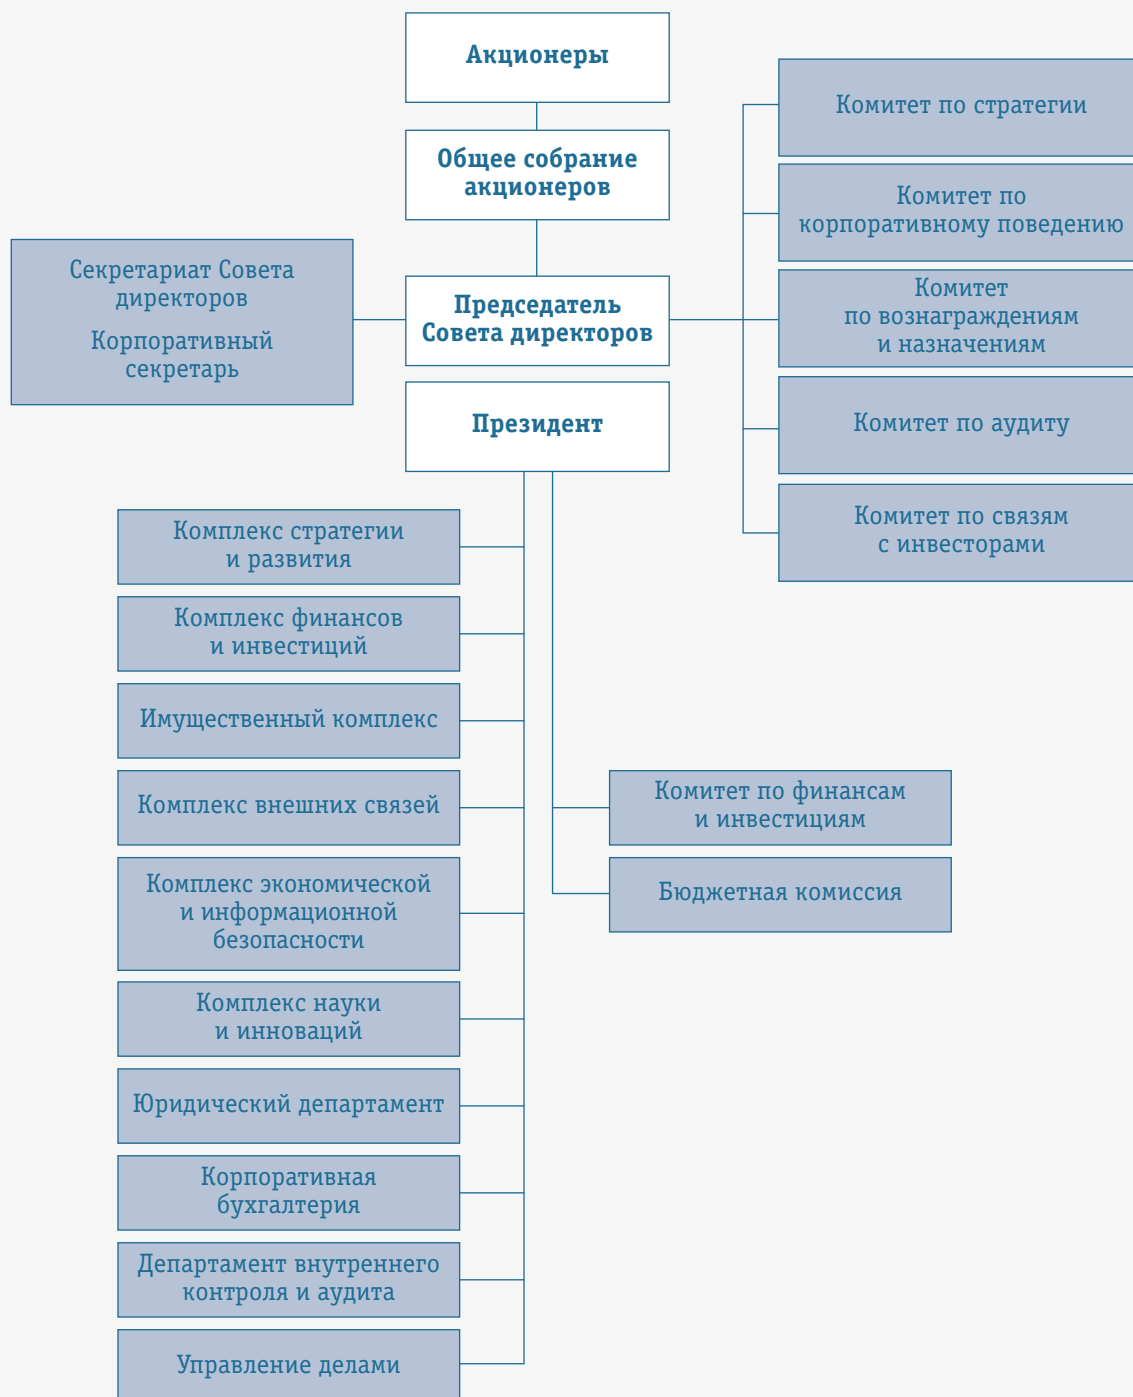 Акционеры
Общее собрание
акционеров
Председатель
Совета директоров
Президент
Секретариат Совета
директоров
Корпоративный
секретарь
Комитет по стратегии
Комитет по
корпоративному поведению
Комитет
по вознаграждениям
и назначениям
Комитет по аудиту
Комитет по связям
с инвесторами
Комплекс стратегии
и развития
Комплекс финансов
и инвестиций
Имущественный комплекс
Комплекс внешних связей
Комплекс экономической
и информационной
безопасности
Комплекс науки
и инноваций
Юридический департамент
Корпоративная
бухгалтерия
Департамент внутреннего
контроля и аудита
Управление делами
Комитет по финансам
и инвестициям
Бюджетная комиссия